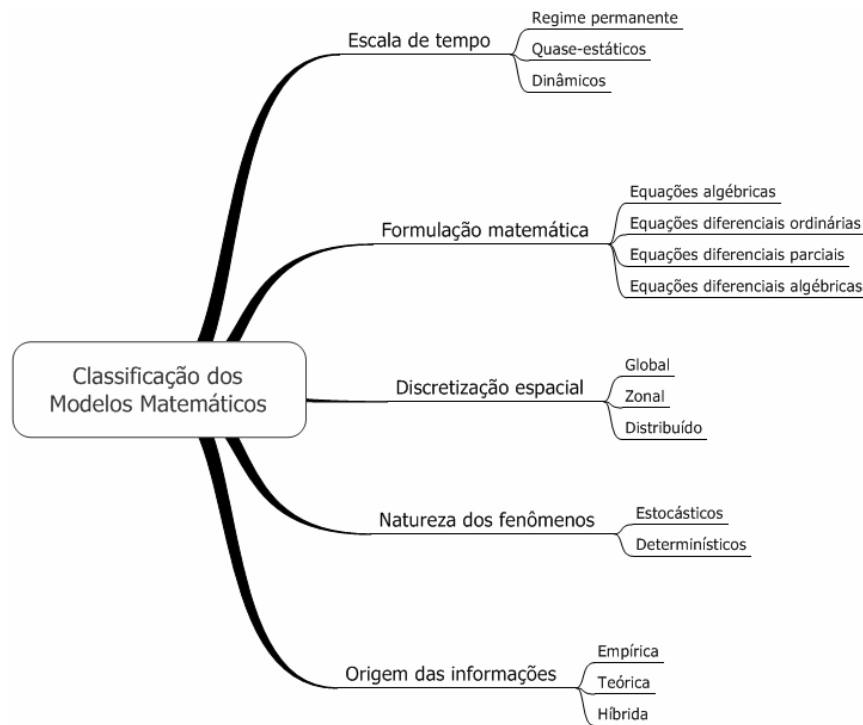 Classificação dos
Modelos Matemáticos
Escala de tempo
Regime permanente
Quase-estáticos
Dinâmicos
Formulação matemática
Equações algébricas
Equações diferenciais ordinárias
Equações diferenciais parciais
Equações diferenciais algébricas
Discretização espacial
Global
Zonal
Distribuído
Natureza dos fenômenos
Estocásticos
Determinísticos
Origem das informações
Empírica
Teórica
Híbrida